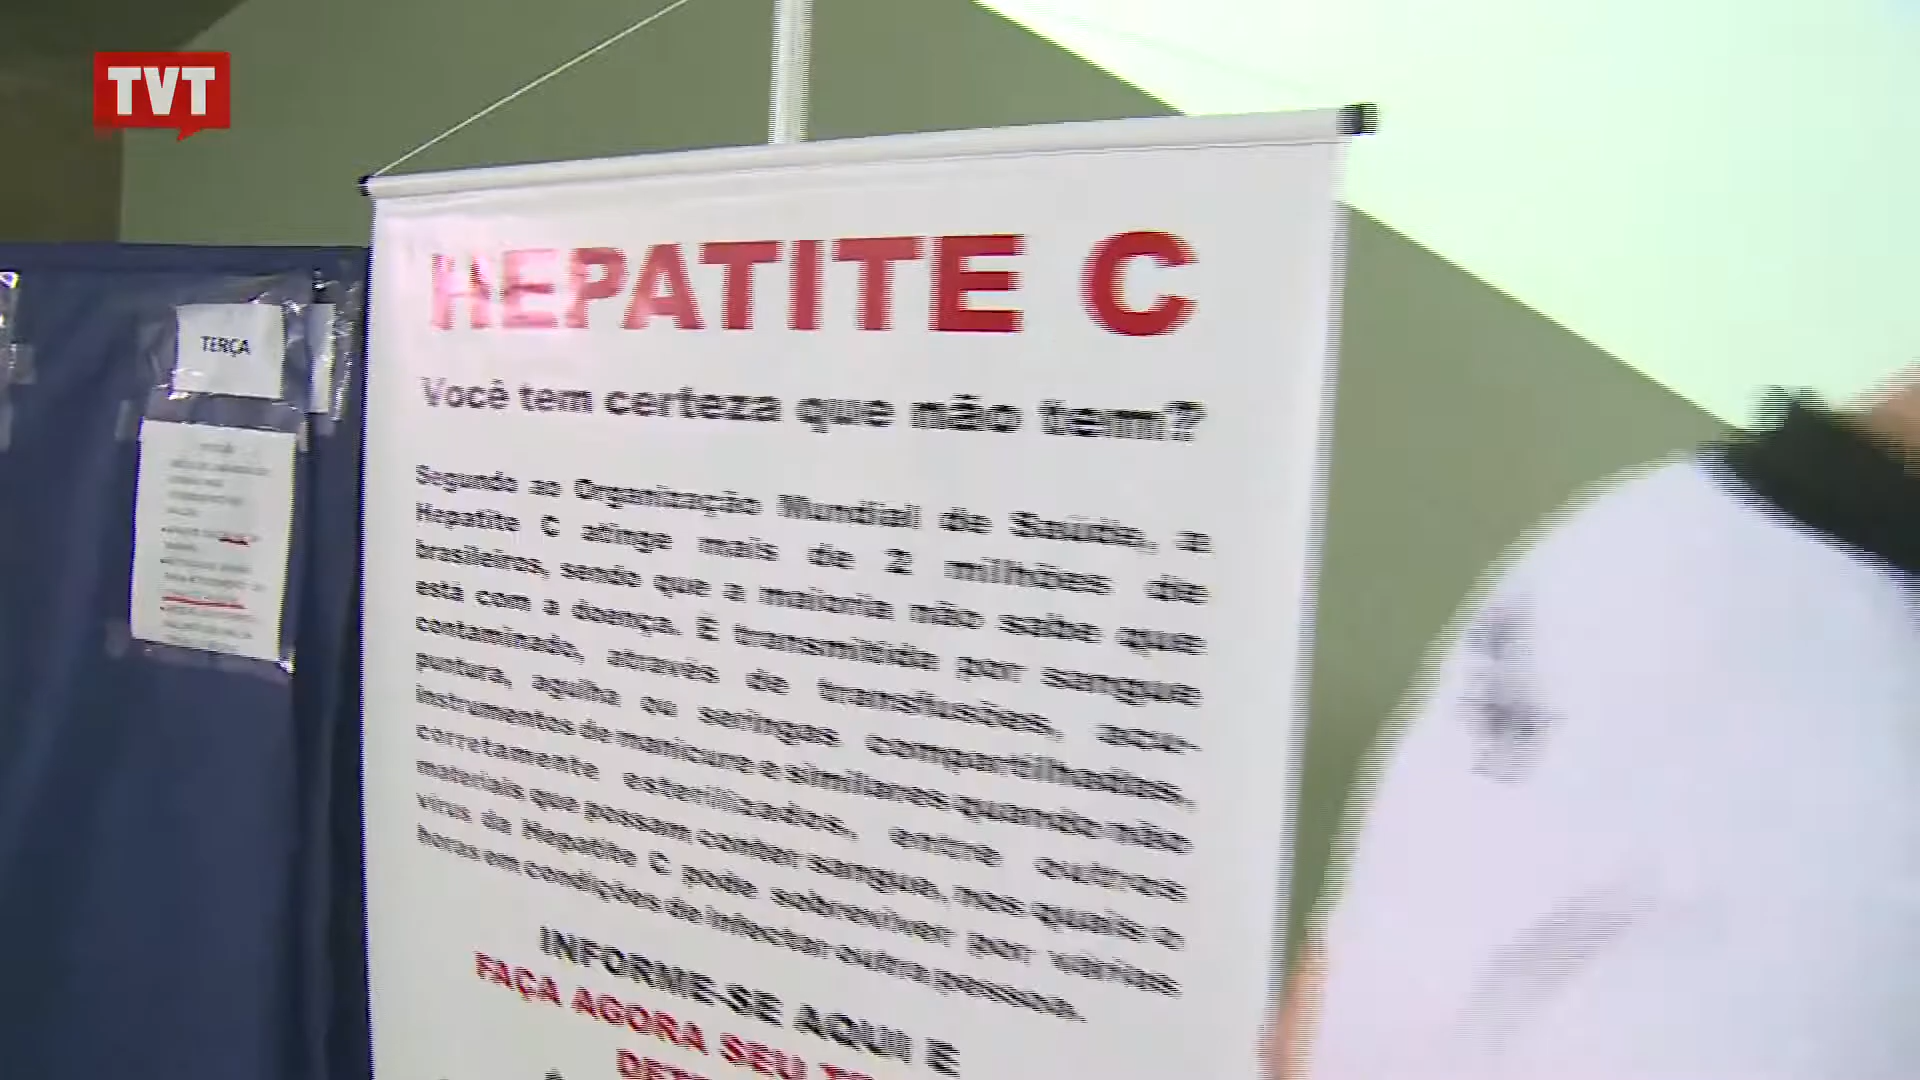 TVT
TERÇA
HEPATITE C
Você tem certeza que não tem?
Segundo ao Organização Mundial de Saúde, a
Hepatite C atinge mais de 2 milhões de
brasileiros, sendo que a maioria não sabe que
está com a doença. É transmitida por sangue
contaminado, através de transfusões, acu-
puntura, agulha ou seringas compartilhadas,
instrumentos de manicure e similares quando não
corretamente esterilizados, entre outros
materiais que possam conter sangue, nos quais o
vírus da Hepatite C pode sobreviver por várias
horas em condições de infectar outra pessoa.
INFORME-SE AQUI E
FAÇA AGORA SEU